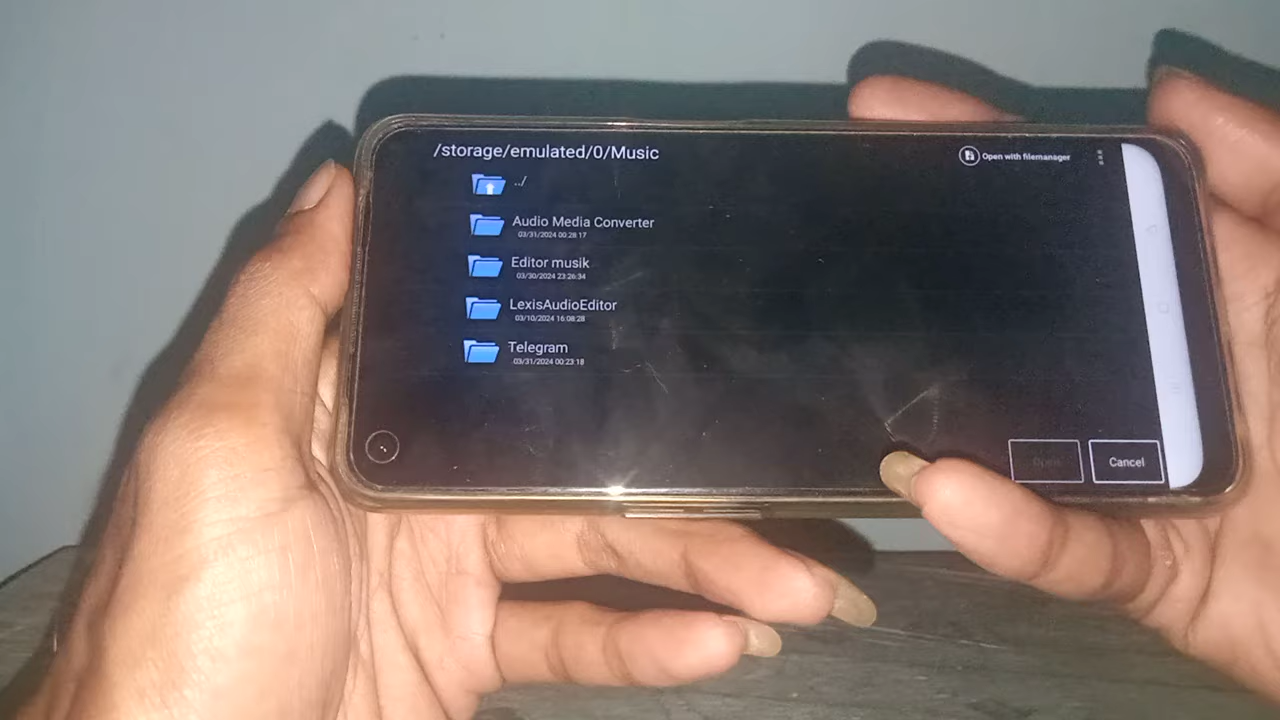 /storage/emulated/0/Music
Open with filemanager
../
Audio Media Converter
03/31/2024 00:28:17
Editor musik
03/30/2024 23:26:34
LexisAudioEditor
03/10/2024 16:08:28
Telegram
03/31/2024 00:23:18
Open
Cancel